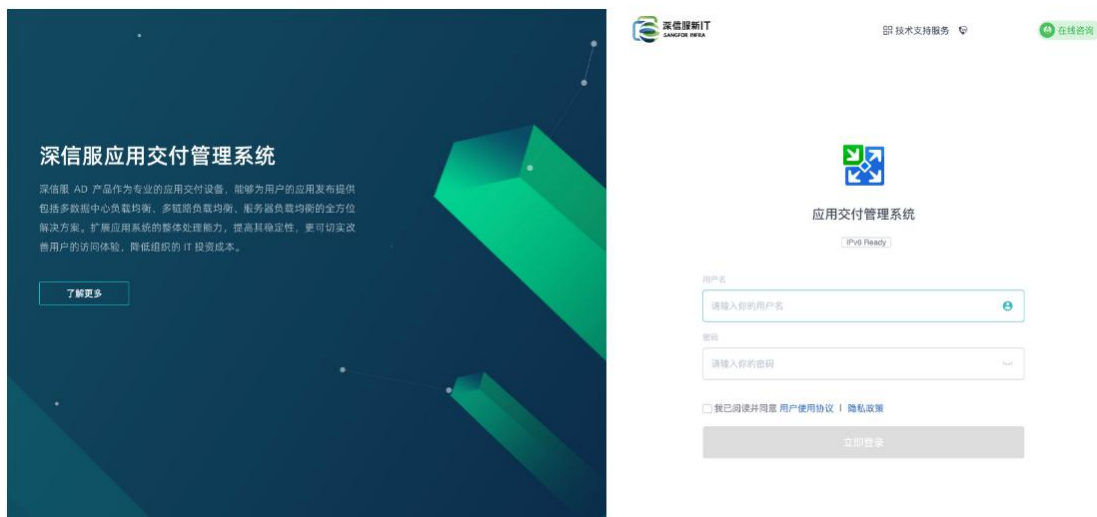 深信服应用交付管理系统
深信服 AD 产品作为专业的应用交付设备，能够为用户的应用发布提供
包括多数据中心负载均衡、多链路负载均衡、服务器负载均衡的全方位
解决方案。扩展应用系统的整体处理能力，提高其稳定性，更可切实改
善用户的访问体验，降低组织的 IT 投资成本。
了解更多
深信服新IT
SANGFOR INFRA
技术支持服务
在线咨询
应用交付管理系统
IPv6 Ready
用户名
请输入你的用户名
密码
请输入你的密码
我已阅读并同意 用户使用协议 | 隐私政策
立即登录